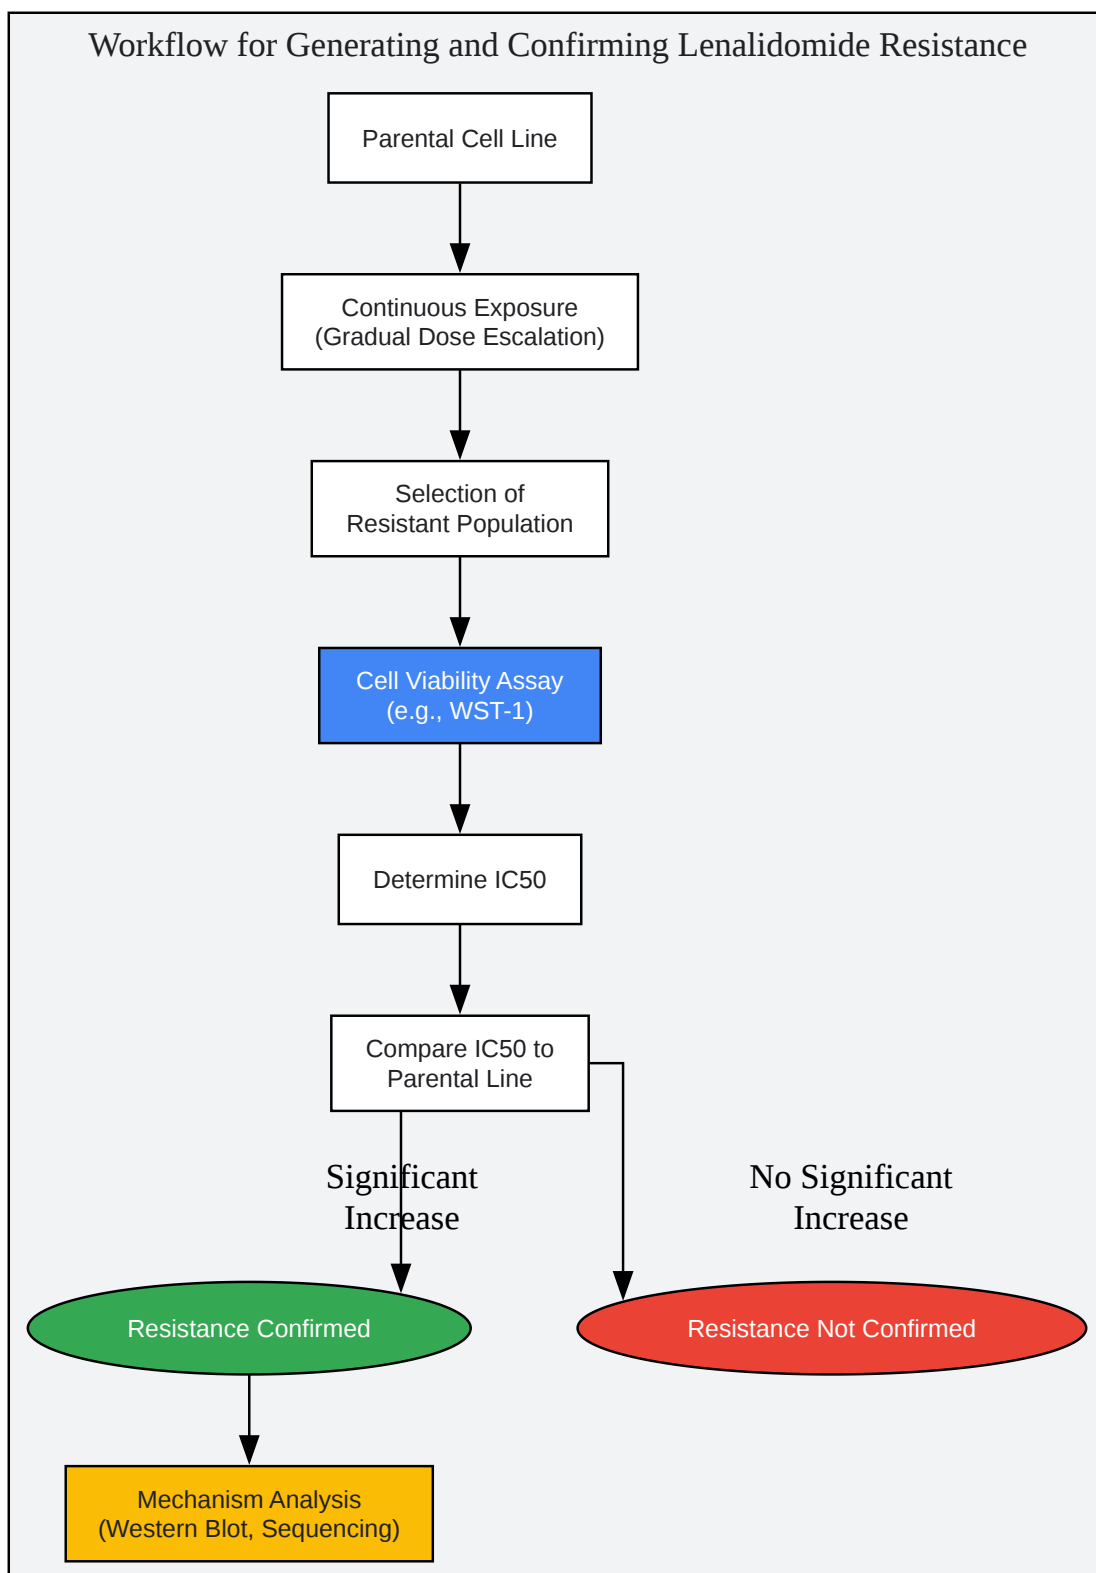 Workflow for Generating and Confirming Lenalidomide Resistance
Parental Cell Line
Continuous Exposure
(Gradual Dose Escalation)
Selection of
Resistant Population
Cell Viability Assay
(e.g., WST-1)
Determine IC50
Compare IC50 to
Parental Line
Significant
Increase
No Significant
Increase
Resistance Confirmed
Resistance Not Confirmed
Mechanism Analysis
(Western Blot, Sequencing)